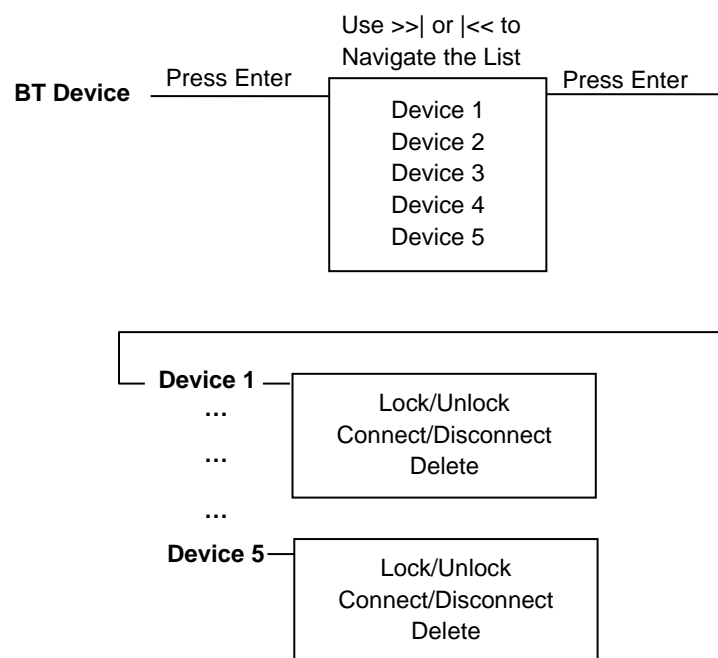 Use >>| or |<< to
Navigate the List
BT Device
Press Enter
Press Enter
Device 1
Device 2
Device 3
Device 4
Device 5
Device 1
Lock/Unlock
Connect/Disconnect
Delete
...
...
...
Device 5
Lock/Unlock
Connect/Disconnect
Delete